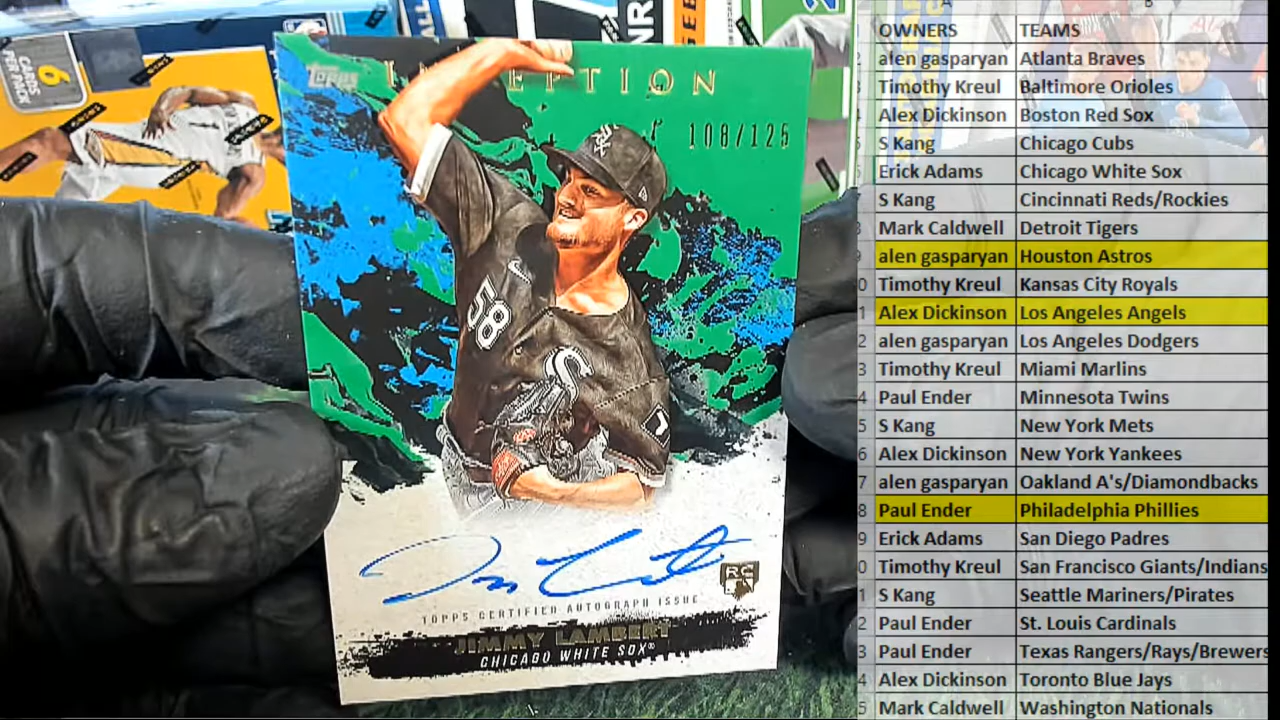 6
CARDS
PER PACK
Topps
EPTION
108/125
58
Sox
TOPPS CERTIFIED AUTOGRAPH ISSUE
RC
JIMMY LAMBERT
CHICAGO WHITE SOX®
OWNERS TEAMS
alen gasparyan Atlanta Braves
Timothy Kreul Baltimore Orioles
Alex Dickinson Boston Red Sox
S Kang Chicago Cubs
Erick Adams Chicago White Sox
S Kang Cincinnati Reds/Rockies
Mark Caldwell Detroit Tigers
alen gasparyan Houston Astros
Timothy Kreul Kansas City Royals
Alex Dickinson Los Angeles Angels
alen gasparyan Los Angeles Dodgers
Timothy Kreul Miami Marlins
Paul Ender Minnesota Twins
S Kang New York Mets
Alex Dickinson New York Yankees
alen gasparyan Oakland A's/Diamondbacks
Paul Ender Philadelphia Phillies
Erick Adams San Diego Padres
Timothy Kreul San Francisco Giants/Indians
S Kang Seattle Mariners/Pirates
Paul Ender St. Louis Cardinals
Paul Ender Texas Rangers/Rays/Brewers
Alex Dickinson Toronto Blue Jays
Mark Caldwell Washington Nationals